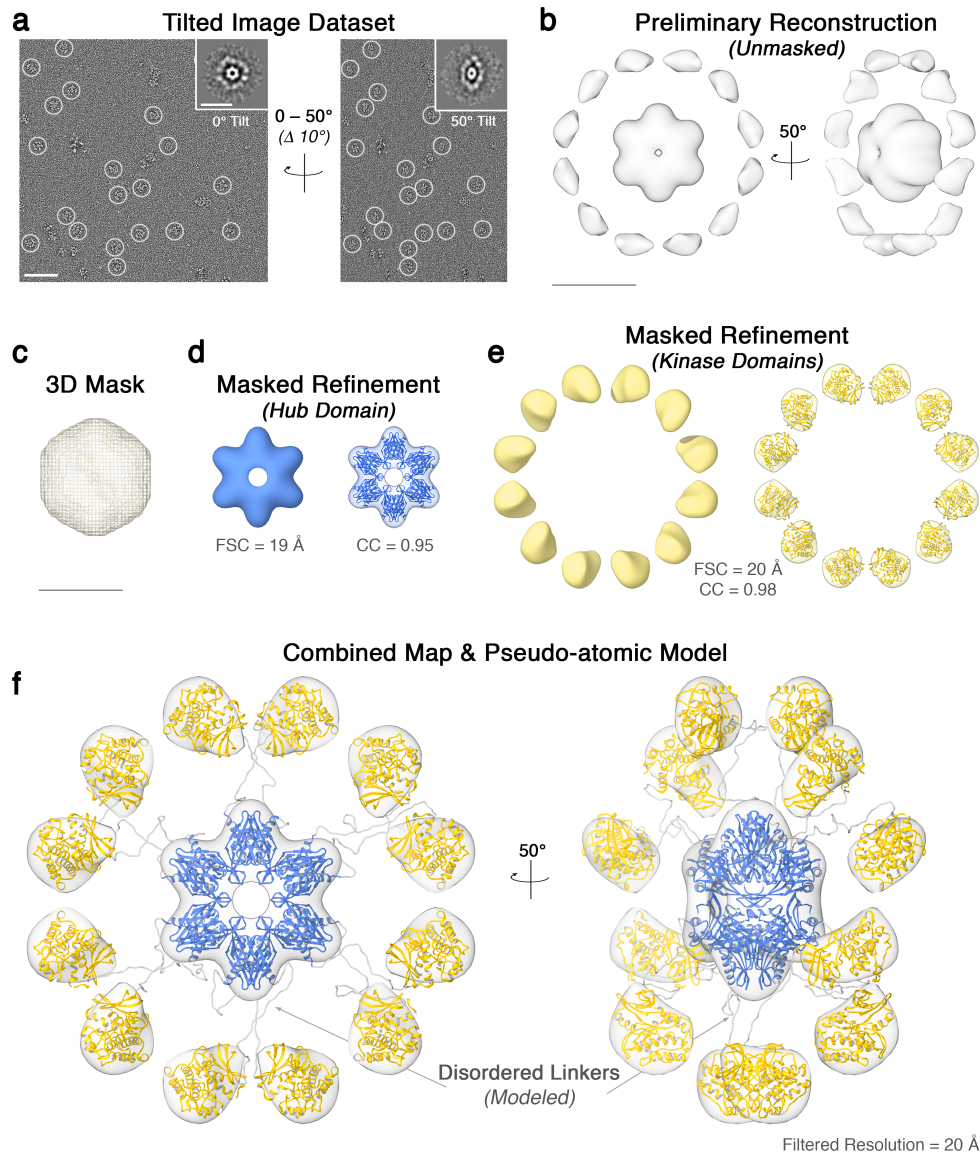 a
Tilted Image Dataset
0° Tilt
0 – 50°
(Δ 10°)
50° Tilt
b
Preliminary Reconstruction
(Unmasked)
50°
c
3D Mask
d
Masked Refinement
(Hub Domain)
FSC = 19 Å
CC = 0.95
e
Masked Refinement
(Kinase Domains)
FSC = 20 Å
CC = 0.98
Combined Map & Pseudo-atomic Model
f
50°
Disordered Linkers
(Modeled)
Filtered Resolution = 20 Å